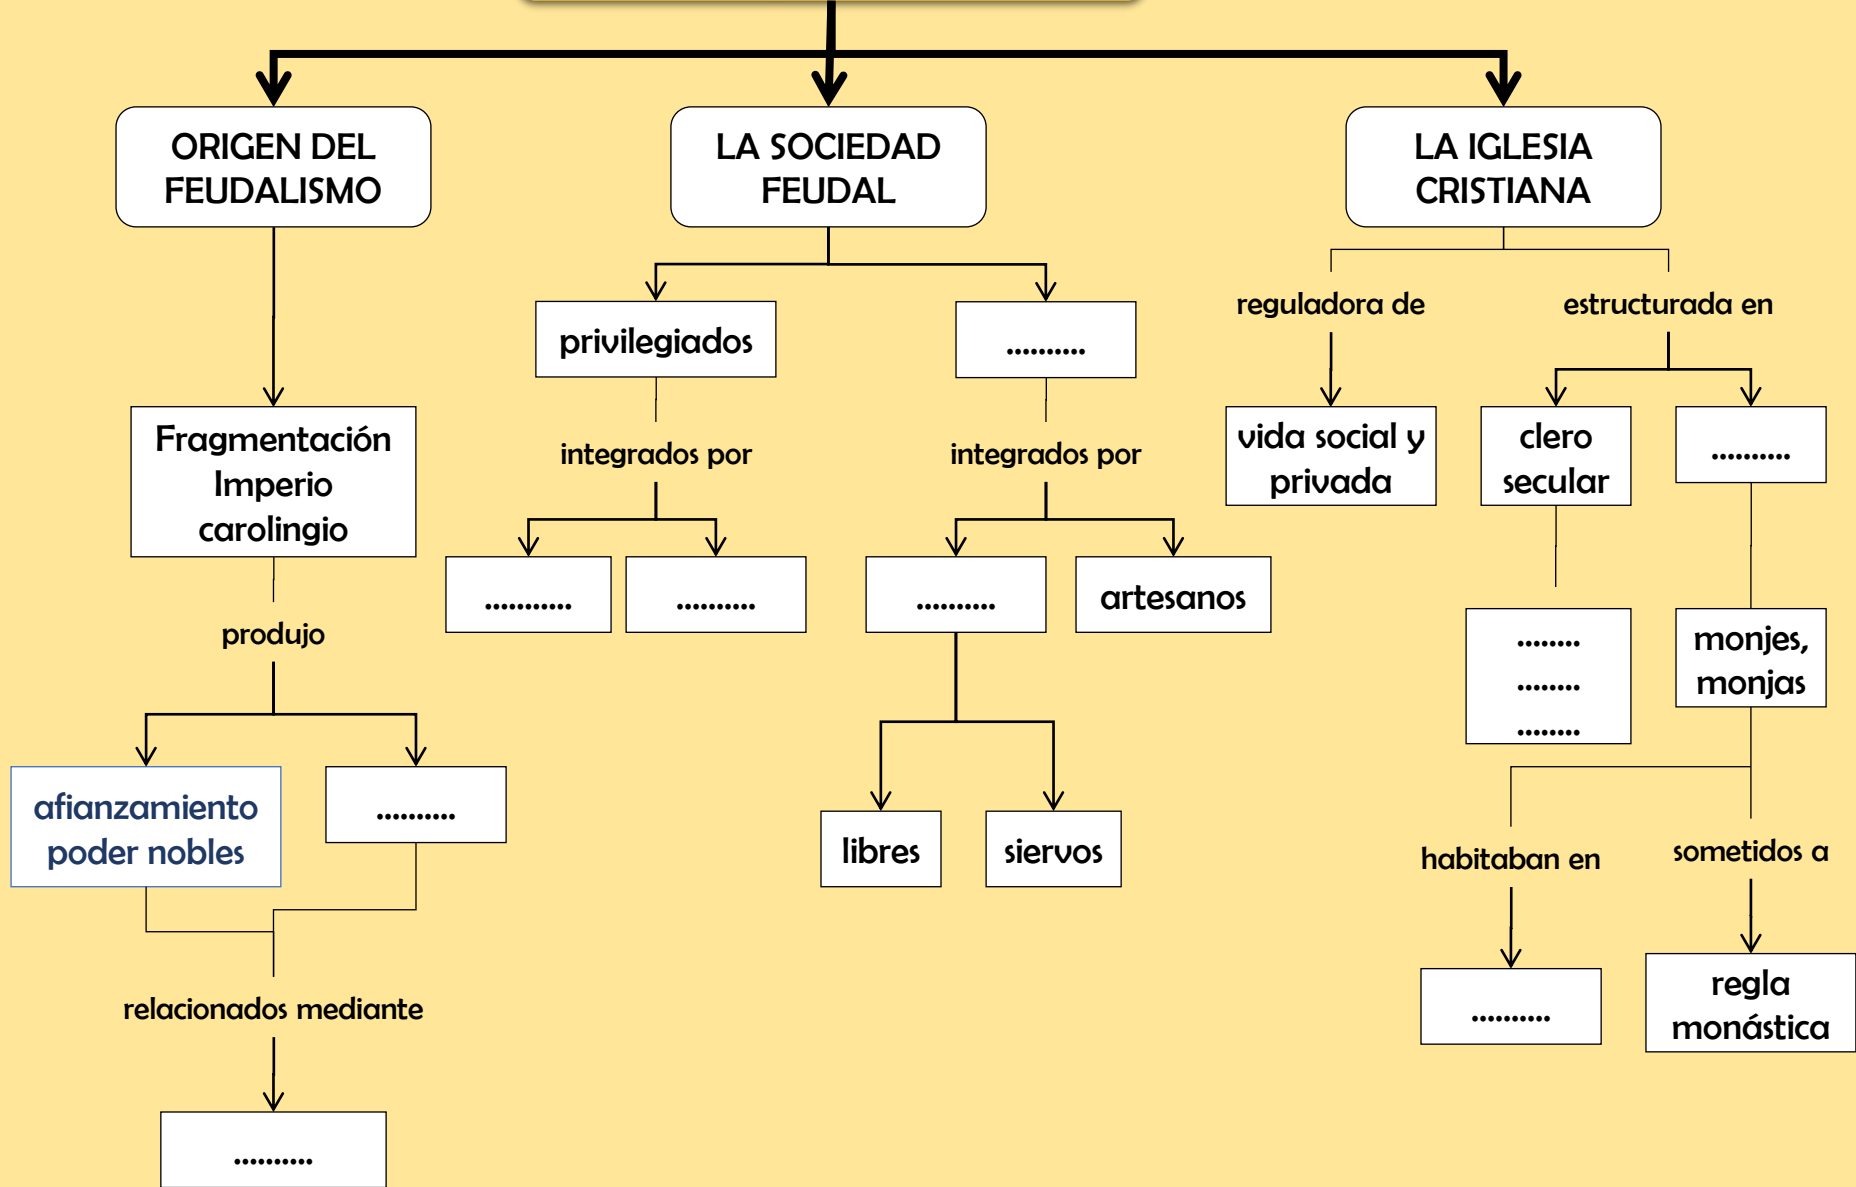 ORIGEN DEL
FEUDALISMO
Fragmentación
Imperio
carolingio
produjo
afianzamiento
poder nobles
..........
relacionados mediante
..........
LA SOCIEDAD
FEUDAL
privilegiados
integrados por
...........
..........
..........
integrados por
..........
artesanos
libres
siervos
LA IGLESIA
CRISTIANA
reguladora de
vida social y
privada
estructurada en
clero
secular
........
........
........
..........
monjes,
monjas
habitaban en
..........
sometidos a
regla
monástica